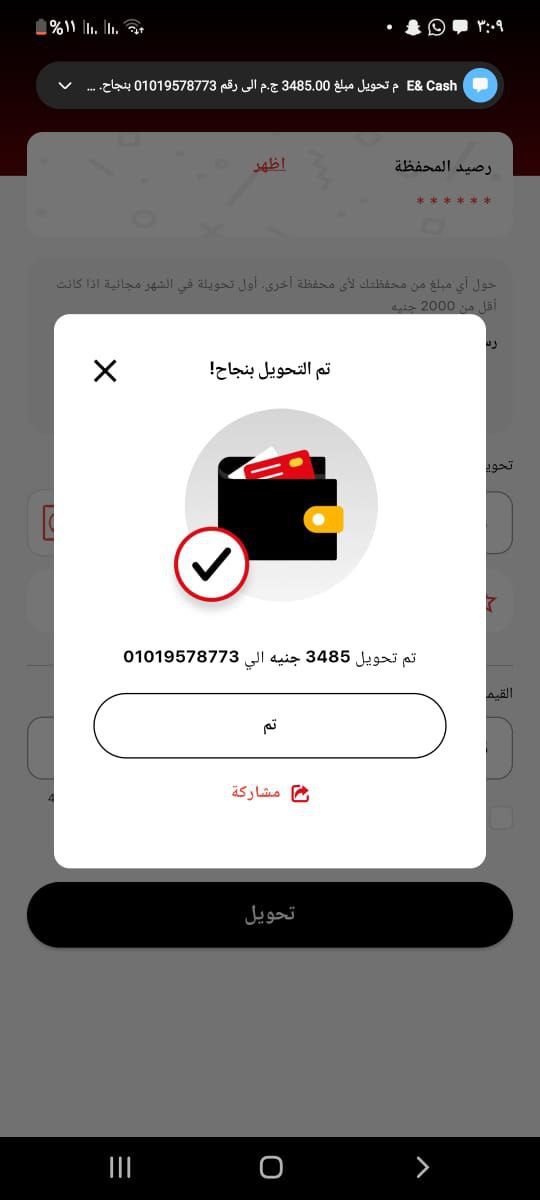 ٣:٠٩
%١١
E& Cash م تحويل مبلغ 3485.00 ج.م الى رقم 01019578773 بنجاح. ...
رصيد المحفظة
اظهر
******
حول أي مبلغ من محفظتك لأى محفظة أخرى. أول تحويلة في الشهر مجانية اذا كانت
أقل من 2000 جنيه
تم التحويل بنجاح!
تم تحويل 3485 جنيه الي 01019578773
تم
مشاركة
تحويل